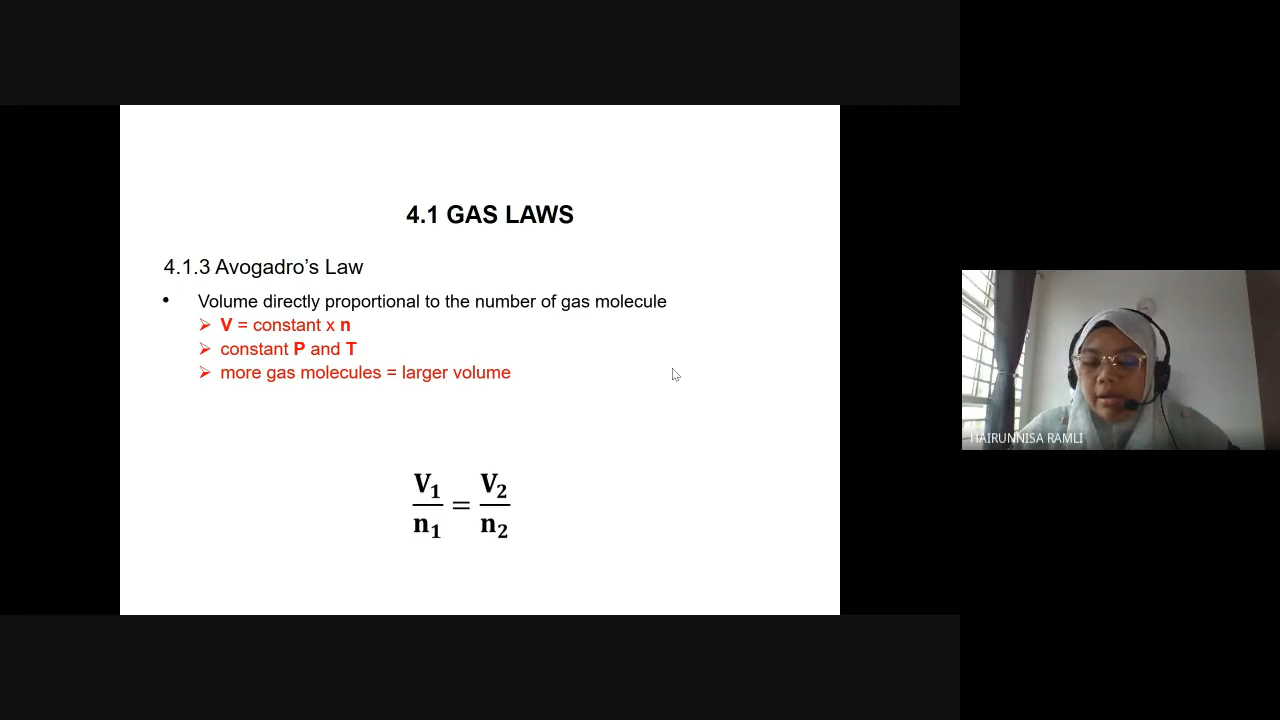 4.1 GAS LAWS
4.1.3 Avogadro’s Law
• Volume directly proportional to the number of gas molecule
➢ V = constant x n
➢ constant P and T
➢ more gas molecules = larger volume
V₁/n₁ = V₂/n₂
HAIRUNNISA RAMLI